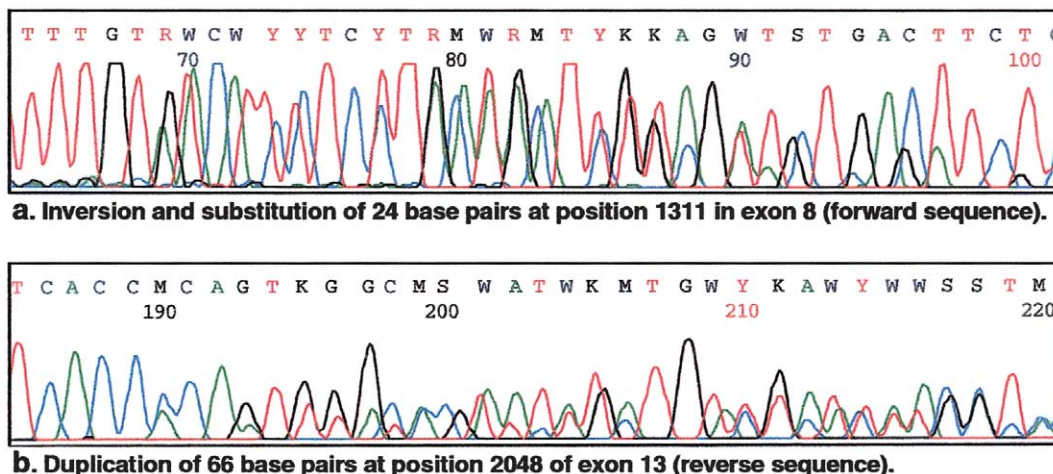 T T T G T R W C W Y Y T C Y T R M W R M T Y K K A G W T S T G A C T T C T
70 80 90 100
a. Inversion and substitution of 24 base pairs at position 1311 in exon 8 (forward sequence).
T C A C C M C A G T K G G C M S W A T W K M T G W Y K A W Y W W S S T M
190 200 210 220
b. Duplication of 66 base pairs at position 2048 of exon 13 (reverse sequence).